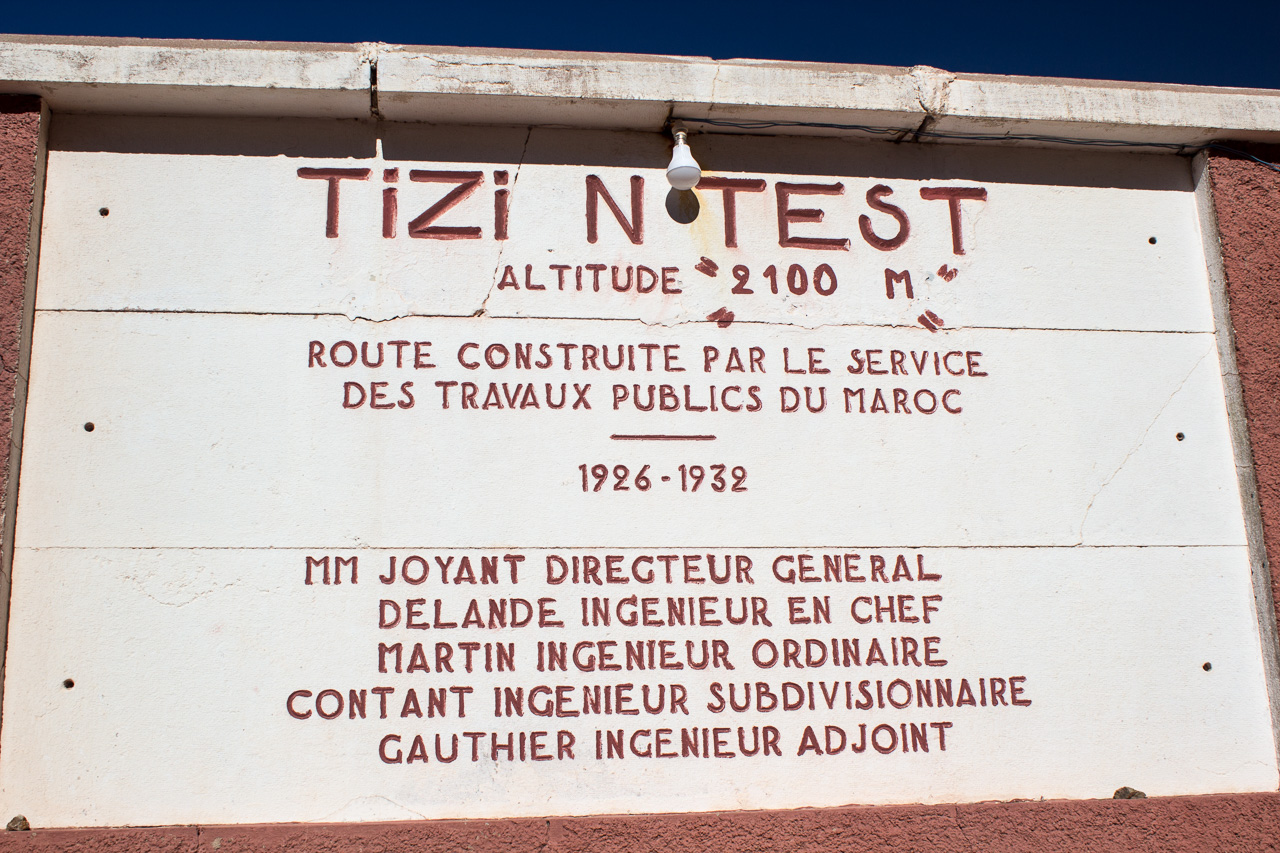 TiZi N TEST
ALTITUDE " 2100 M "
ROUTE CONSTRUITE PAR LE SERVICE
DES TRAVAUX PUBLICS DU MAROC
1926-1932
MM JOYANT DIRECTEUR GENERAL
DELANDE INGENIEUR EN CHEF
MARTIN INGENIEUR ORDINAIRE
CONTANT INGENIEUR SUBDIVISIONNAIRE
GAUTHIER INGENIEUR ADJOINT